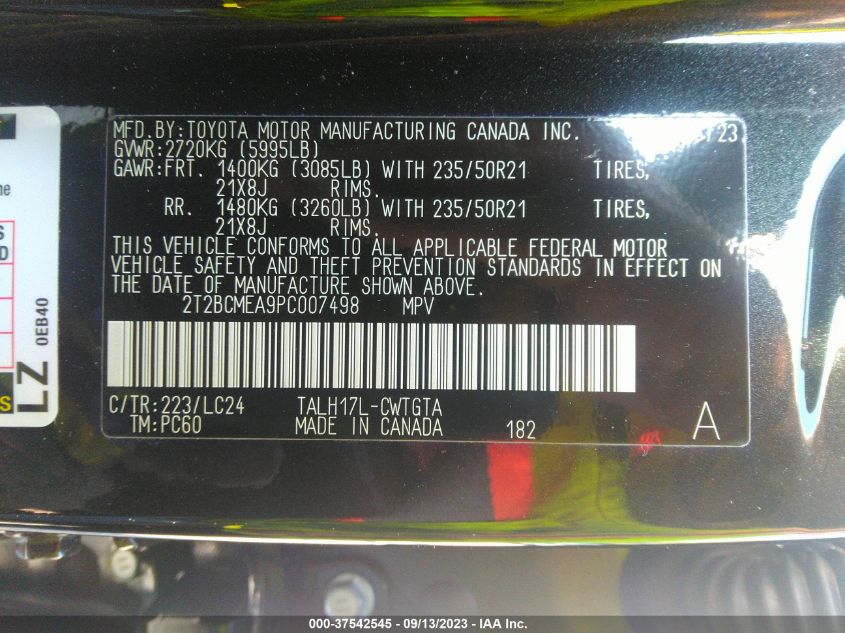 MFD.BY:TOYOTA MOTOR MANUFACTURING CANADA INC. /23
GVWR:2720KG (5995LB)
GAWR:FRT. 1400KG (3085LB) WITH 235/50R21 TIRES,
21X8J RIMS.
RR. 1480KG (3260LB) WITH 235/50R21 TIRES,
21X8J RIMS.
THIS VEHICLE CONFORMS TO ALL APPLICABLE FEDERAL MOTOR
VEHICLE SAFETY AND THEFT PREVENTION STANDARDS IN EFFECT ON
THE DATE OF MANUFACTURE SHOWN ABOVE.
2T2BCMEA9PC007498 MPV
C/TR:223/LC24 TALH17L-CWTGTA
TM:PC60 MADE IN CANADA 182 A
LZ
0EB40
000-37542545 - 09/13/2023 - IAA Inc.